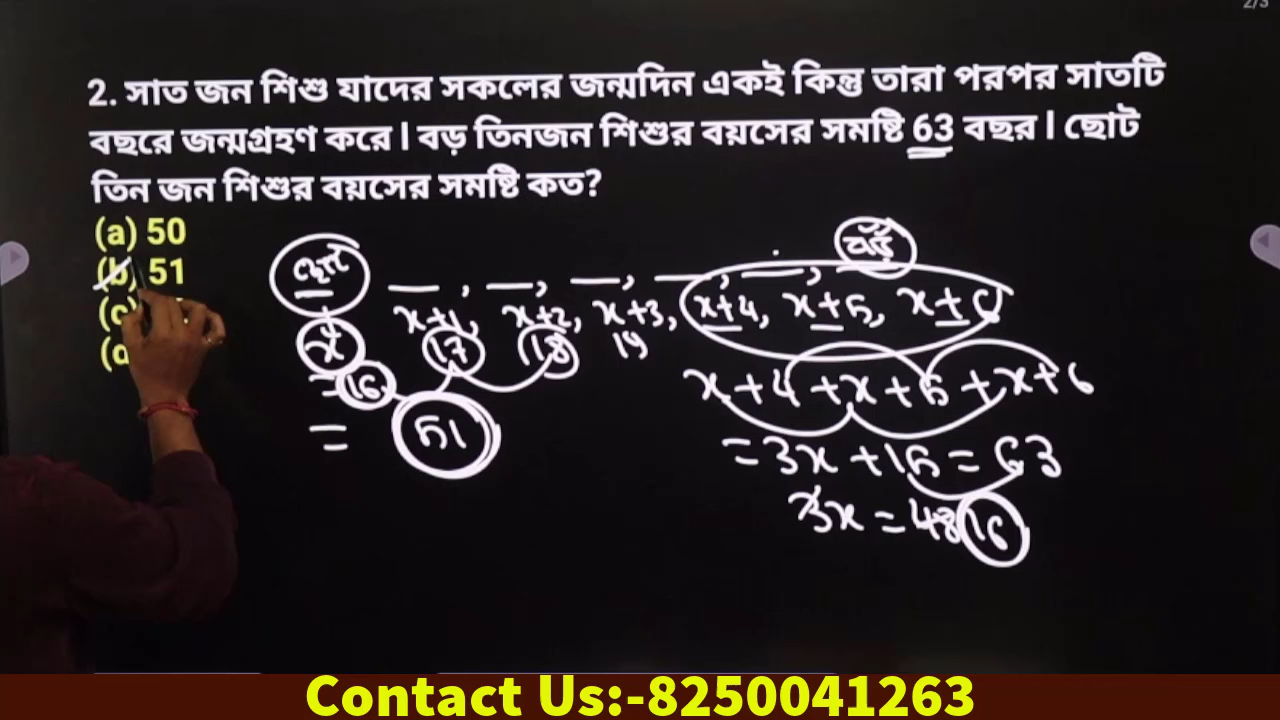 2/3
2. সাত জন শিশু যাদের সকলের জন্মদিন একই কিন্তু তারা পরপর সাতটি
বছরে জন্মগ্রহণ করে। বড় তিনজন শিশুর বয়সের সমষ্টি 63 বছর। ছোট
তিন জন শিশুর বয়সের সমষ্টি কত?
(a) 50
(b) 51
(c)
(d
ছোট
বড়
x x+1, x+2, x+3, x+4, x+5, x+6
17 18 19
= 16
= 51
x+4+x+5+x+6
= 3x+15 = 63
3x = 48 16
Contact Us:-8250041263